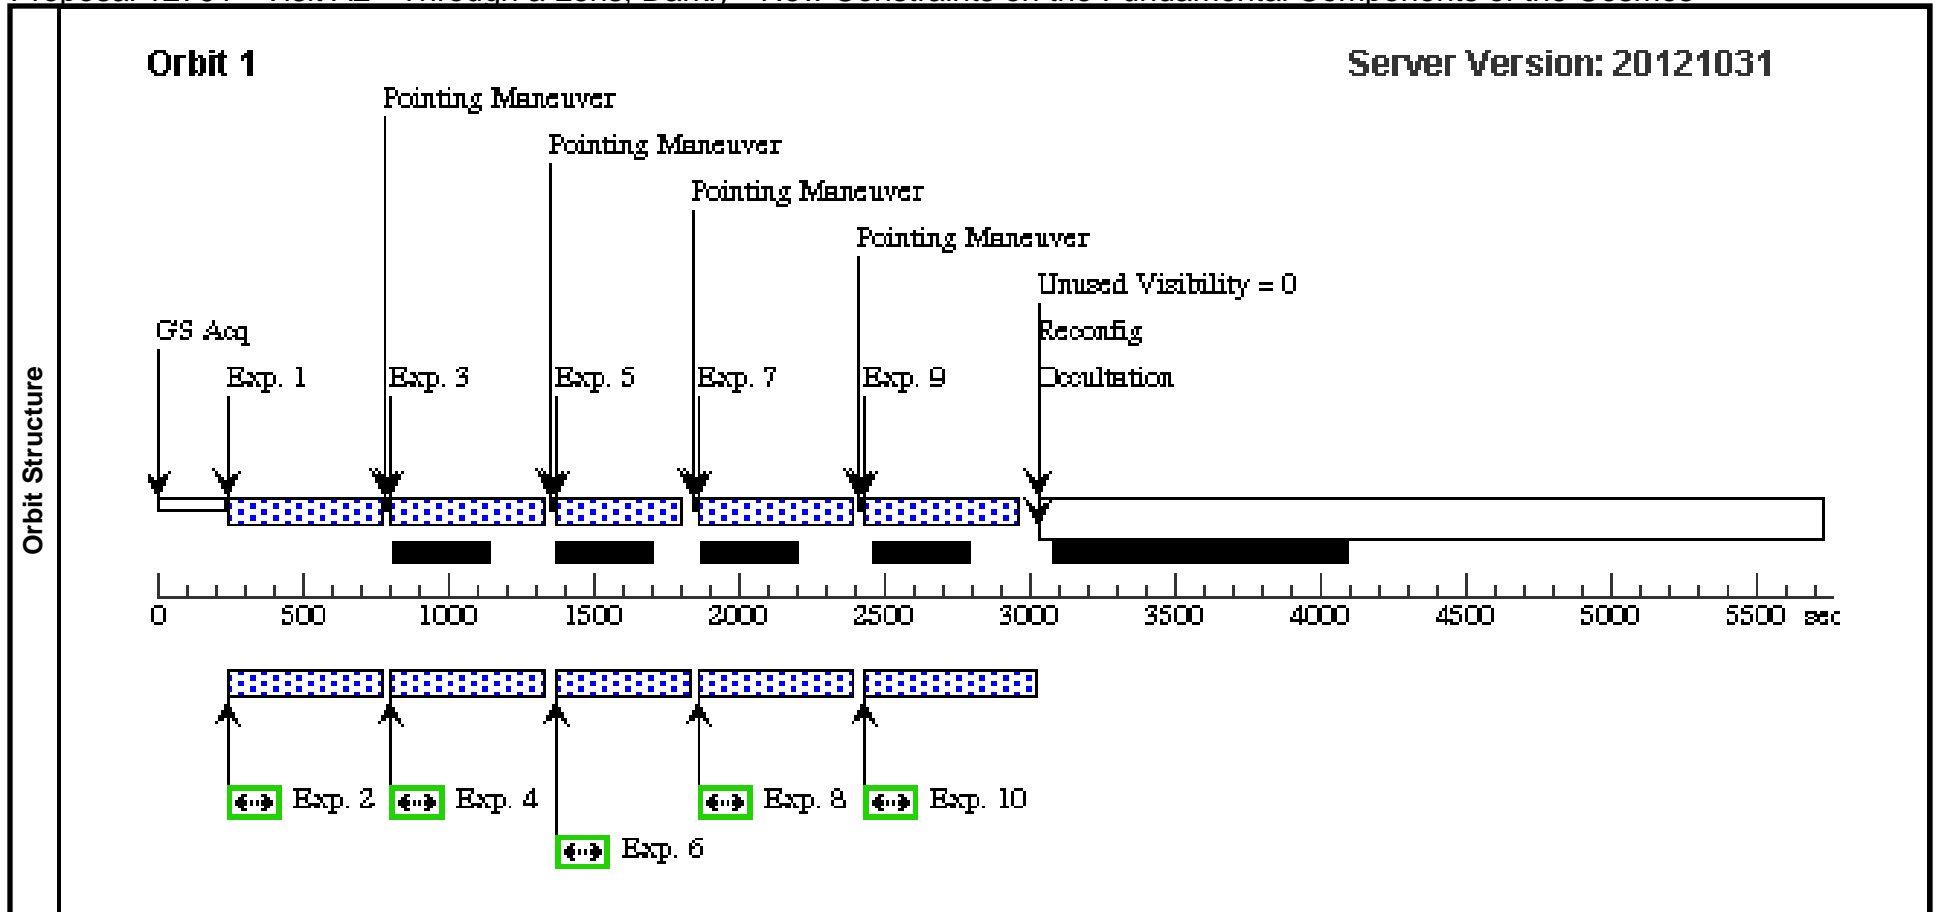 Orbit 1
Server Version: 20121031
Pointing Maneuver
Pointing Maneuver
Pointing Maneuver
Pointing Maneuver
Unused Visibility = 0
GS Acq
Reconfig
Exp. 1
Exp. 3
Exp. 5
Exp. 7
Exp. 9
Occultation
Orbit Structure
0
500
1000
1500
2000
2500
3000
3500
4000
4500
5000
5500
sec
Exp. 2
Exp. 4
Exp. 8
Exp. 10
Exp. 6